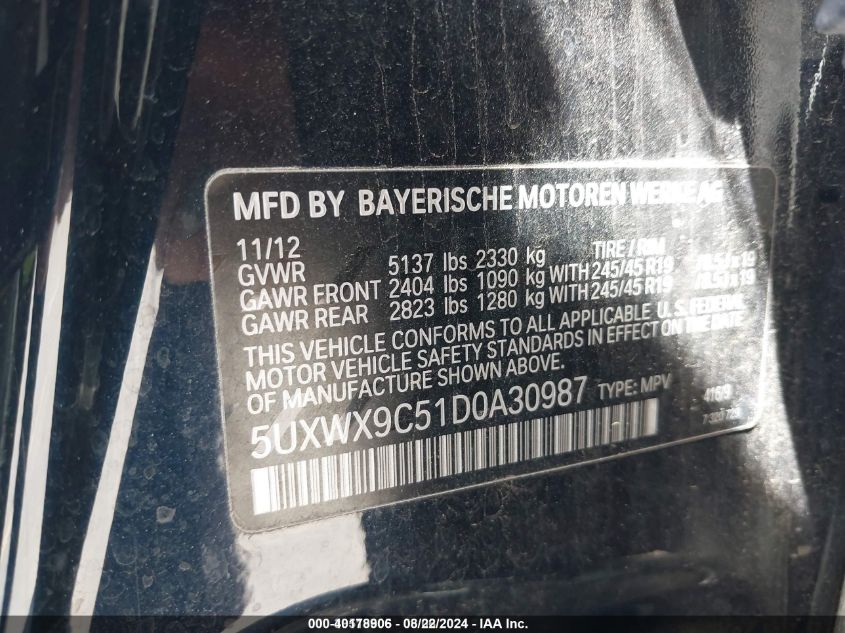 MFD BY BAYERISCHE MOTOREN WERKE AG
11/12 TIRE / RIM
GVWR 5137 lbs 2330 kg
GAWR FRONT 2404 lbs 1090 kg WITH 245/45 R19
GAWR REAR 2823 lbs 1280 kg WITH 245/45 R19
THIS VEHICLE CONFORMS TO ALL APPLICABLE U.S. FEDERAL
MOTOR VEHICLE SAFETY STANDARDS IN EFFECT ON THE DATE
OF MANUFACTURE SHOWN ABOVE.
5UXWX9C51D0A30987 TYPE: MPV
08/22/2024 - IAA Inc.